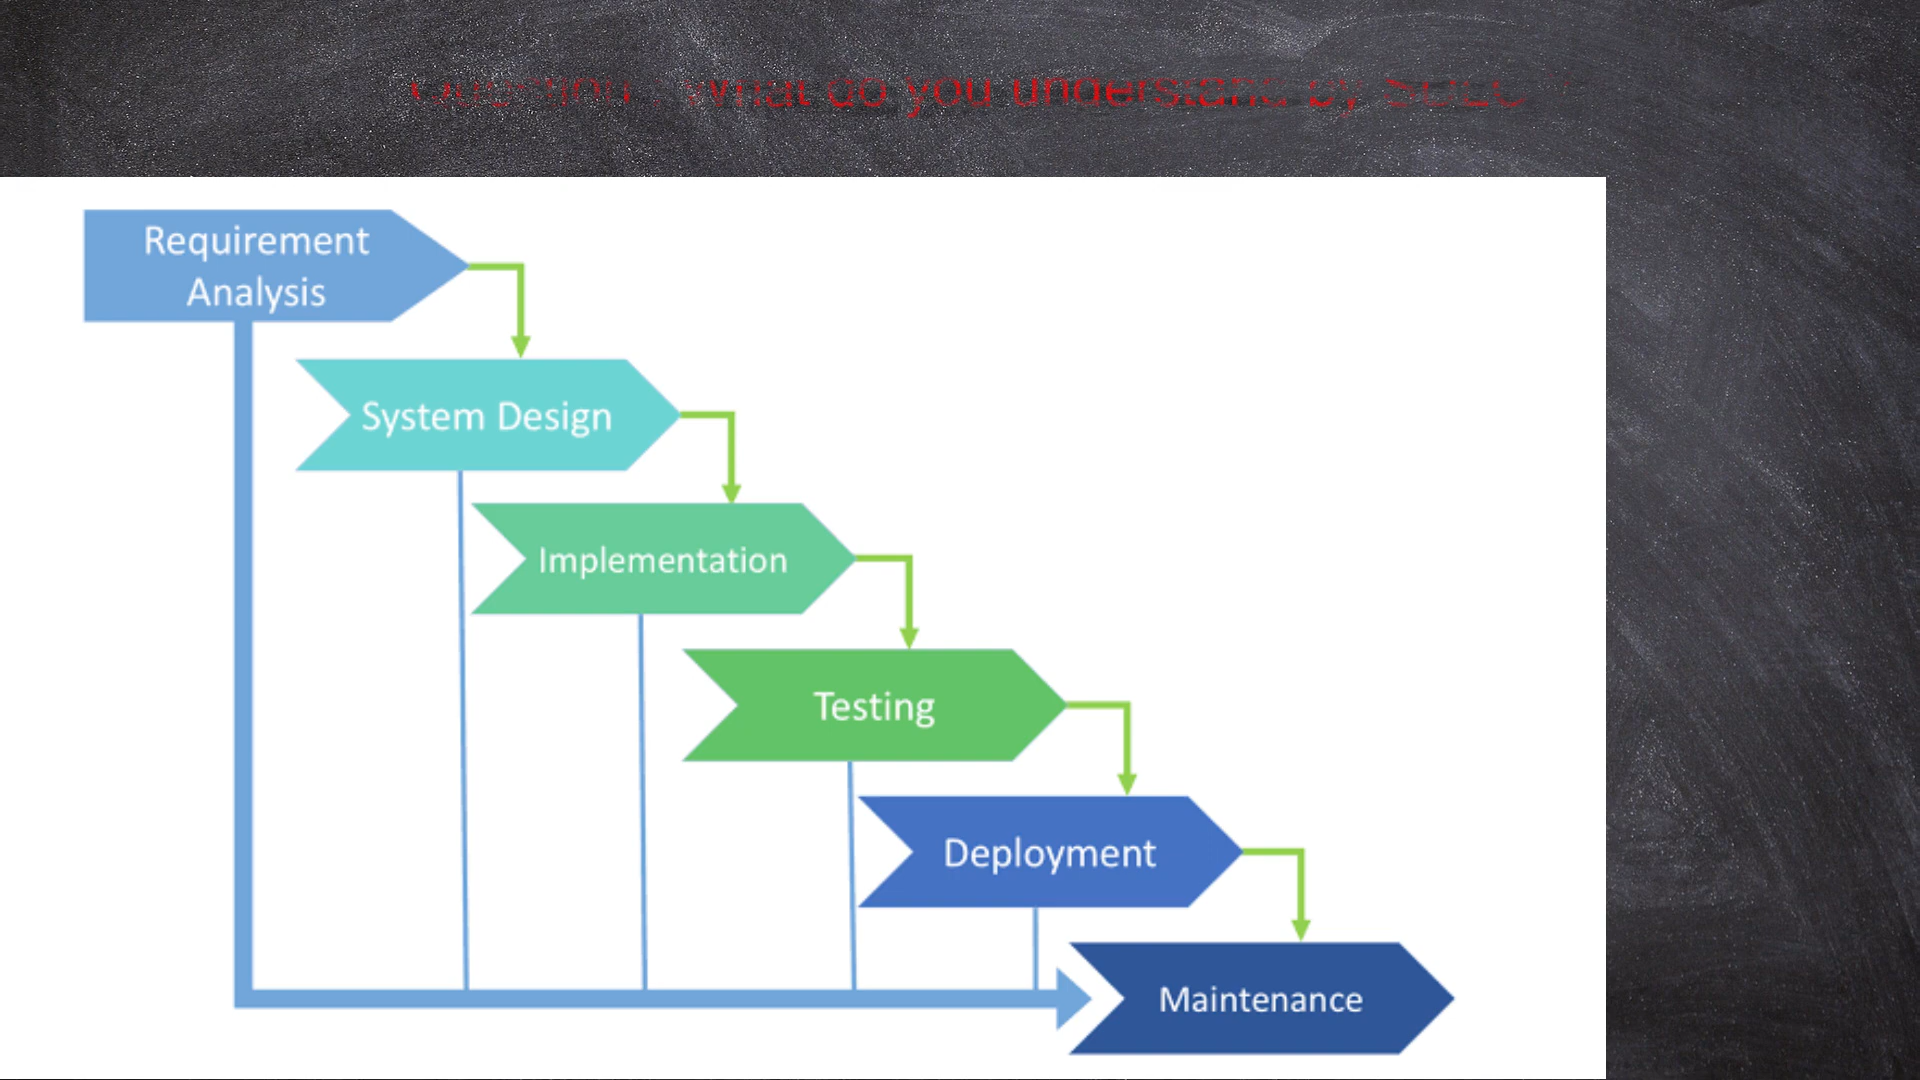 Question : What do you understand by SDLC ?
Requirement
Analysis
System Design
Implementation
Testing
Deployment
Maintenance